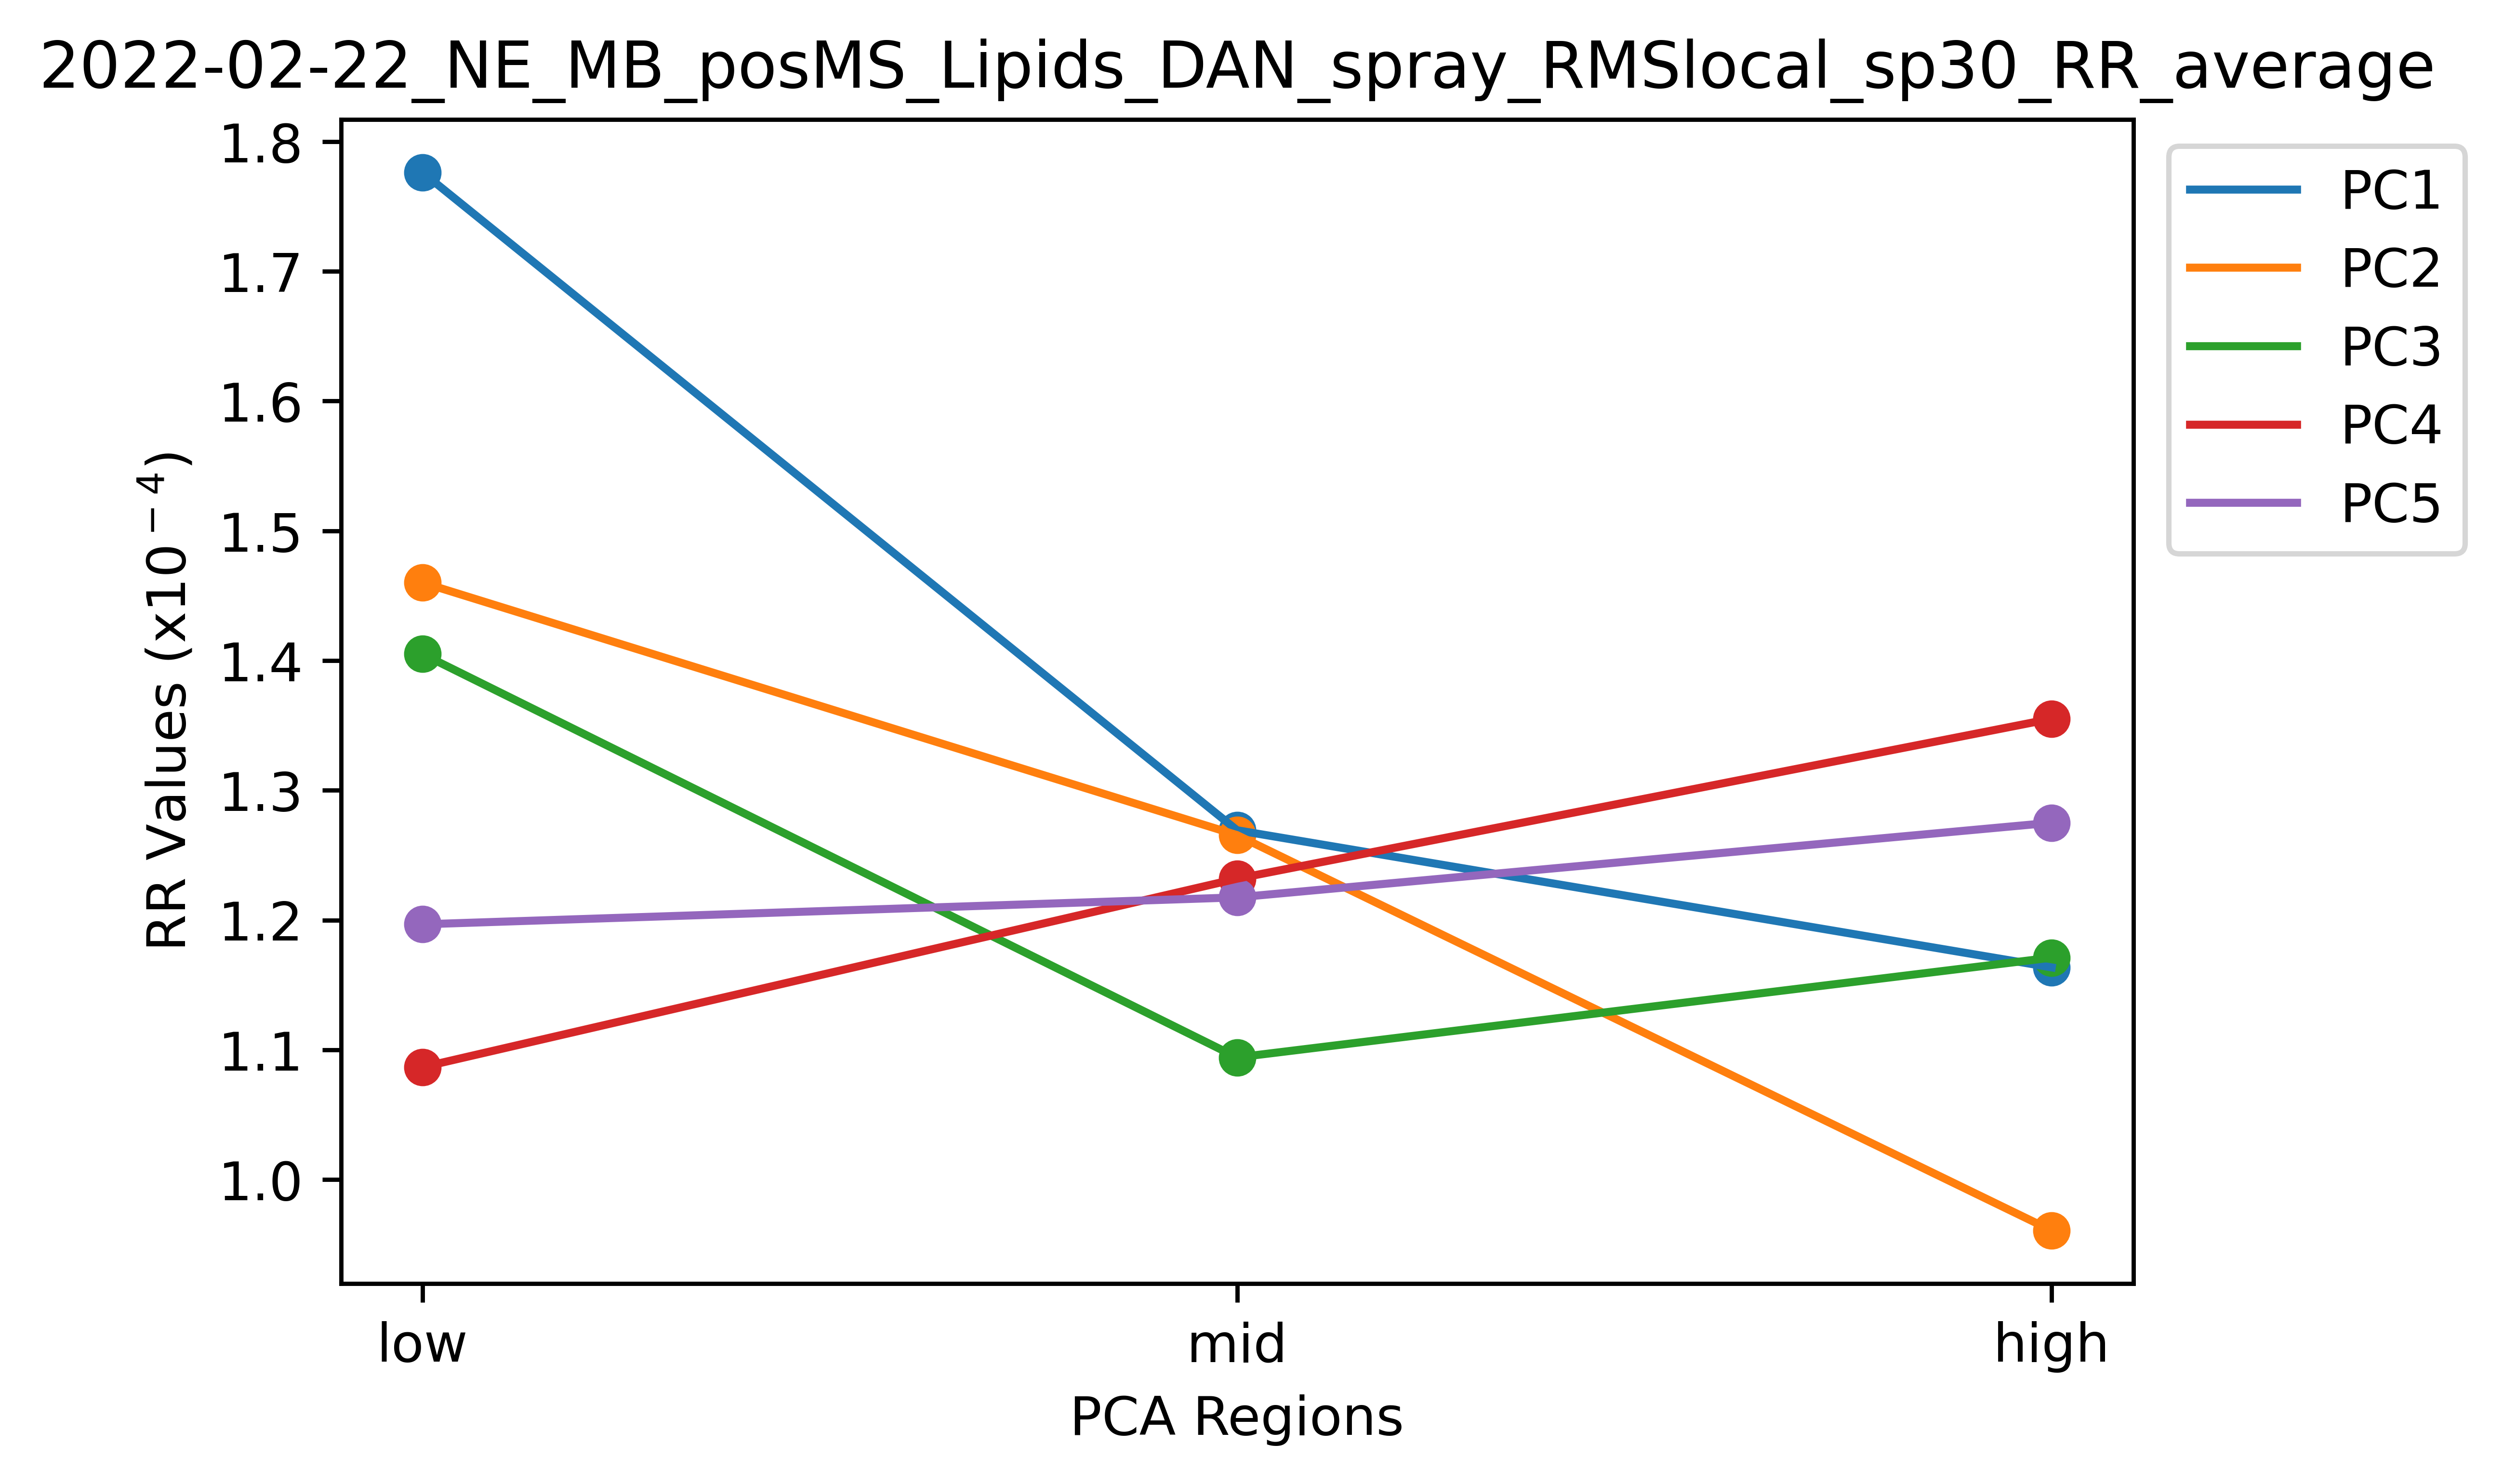 2022-02-22_NE_MB_posMS_Lipids_DAN_spray_RMSlocal_sp30_RR_average
RR Values (x10⁻⁴)
1.8
1.7
1.6
1.5
1.4
1.3
1.2
1.1
1.0
low
mid
high
PCA Regions
PC1
PC2
PC3
PC4
PC5